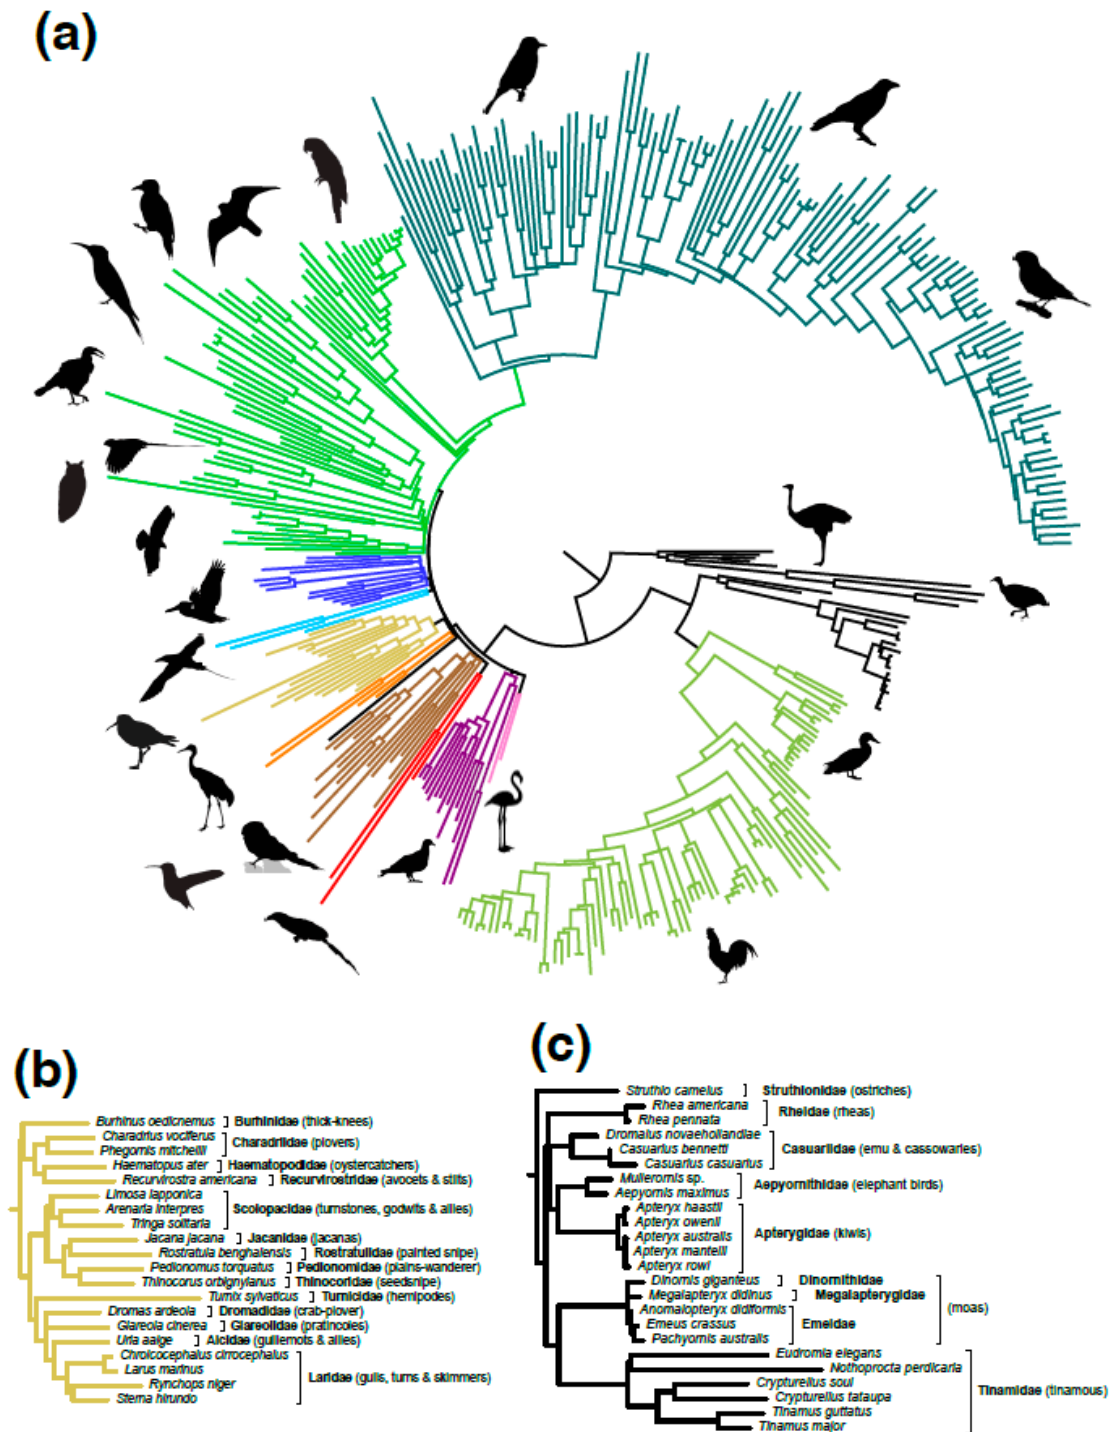 (a)
(b)
Burhinus oedicnemus ] Burhinidae (thick-knees)
Charadrius vociferus
Charadriidae (plovers)
Phegornis mitchellii
Haematopus ater ] Haematopodidae (oystercatchers)
Recurvirostra americana ] Recurvirostridae (avocets & stilts)
Limosa lapponica
Arenaria interpres
Scolopacidae (turnstones, godwits & allies)
Tringa solitaria
Jacana jacana ] Jacanidae (jacanas)
Rostratula benghalensis ] Rostratulidae (painted snipe)
Pedionomus torquatus ] Pedionomidae (plains-wanderer)
Thinocorus orbignyianus ] Thinocoridae (seedsnipe)
Turnix sylvaticus ] Turnicidae (hemipodes)
Dromas ardeola ] Dromadidae (crab-plover)
Glareola cinerea ] Glareolidae (pratincoles)
Uria aalge ] Alcidae (guillemots & allies)
Chroicocephalus cirrocephalus
Larus marinus
Laridae (gulls, turns & skimmers)
Rynchops niger
Sterna hirundo
(c)
Struthio camelus ] Struthionidae (ostriches)
Rhea americana
Rheidae (rheas)
Rhea pennata
Dromaius novaehollandiae
Casuarius bennetti
Casuariidae (emu & cassowaries)
Casuarius casuarius
Mullerornis sp.
Aepyornithidae (elephant birds)
Aepyornis maximus
Apteryx haastii
Apteryx owenii
Apteryx australis
Apterygidae (kiwis)
Apteryx mantelli
Apteryx rowi
Dinornis giganteus ] Dinornithidae
Megalapteryx didinus ] Megalapterygidae
(moas)
Anomalopteryx didiformis
Emeus crassus
Emeidae
Pachyornis australis
Eudromia elegans
Nothoprocta perdicaria
Crypturellus soui
Tinamidae (tinamous)
Crypturellus tataupa
Tinamus guttatus
Tinamus major